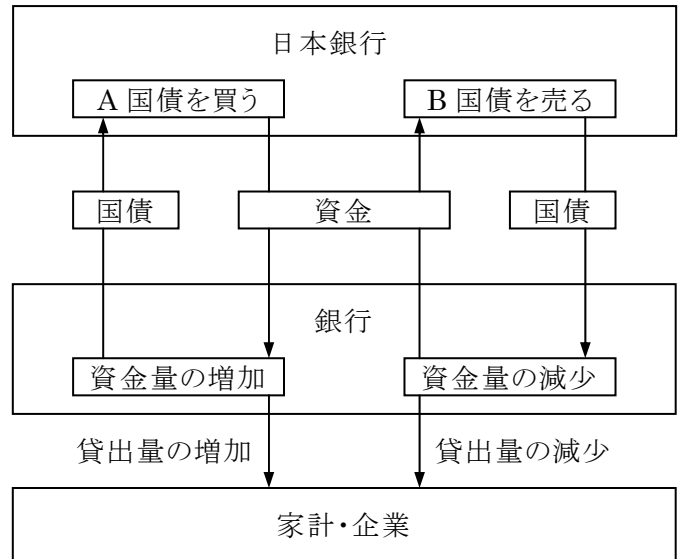 日本銀行
A 国債を買う
B 国債を売る
国債
資金
国債
銀行
資金量の増加
資金量の減少
貸出量の増加
貸出量の減少
家計・企業